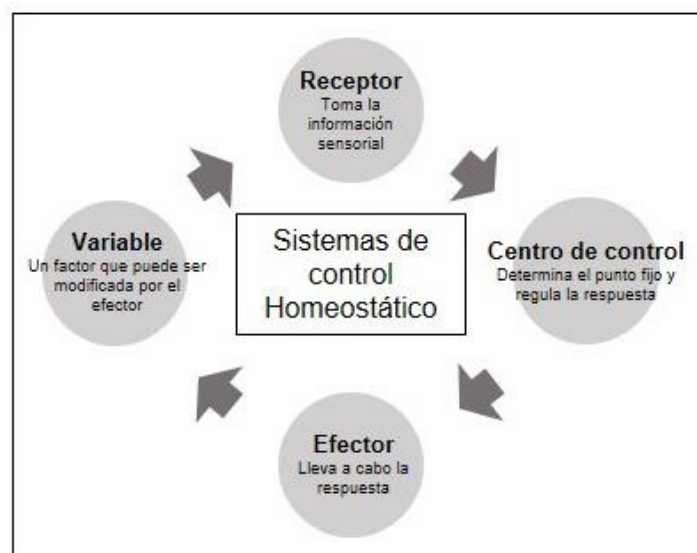 Receptor
Toma la
información
sensorial
Variable
Un factor que puede ser
modificada por el
efector
Sistemas de
control
Homeostático
Centro de control
Determina el punto fijo y
regula la respuesta
Efector
Lleva a cabo la
respuesta